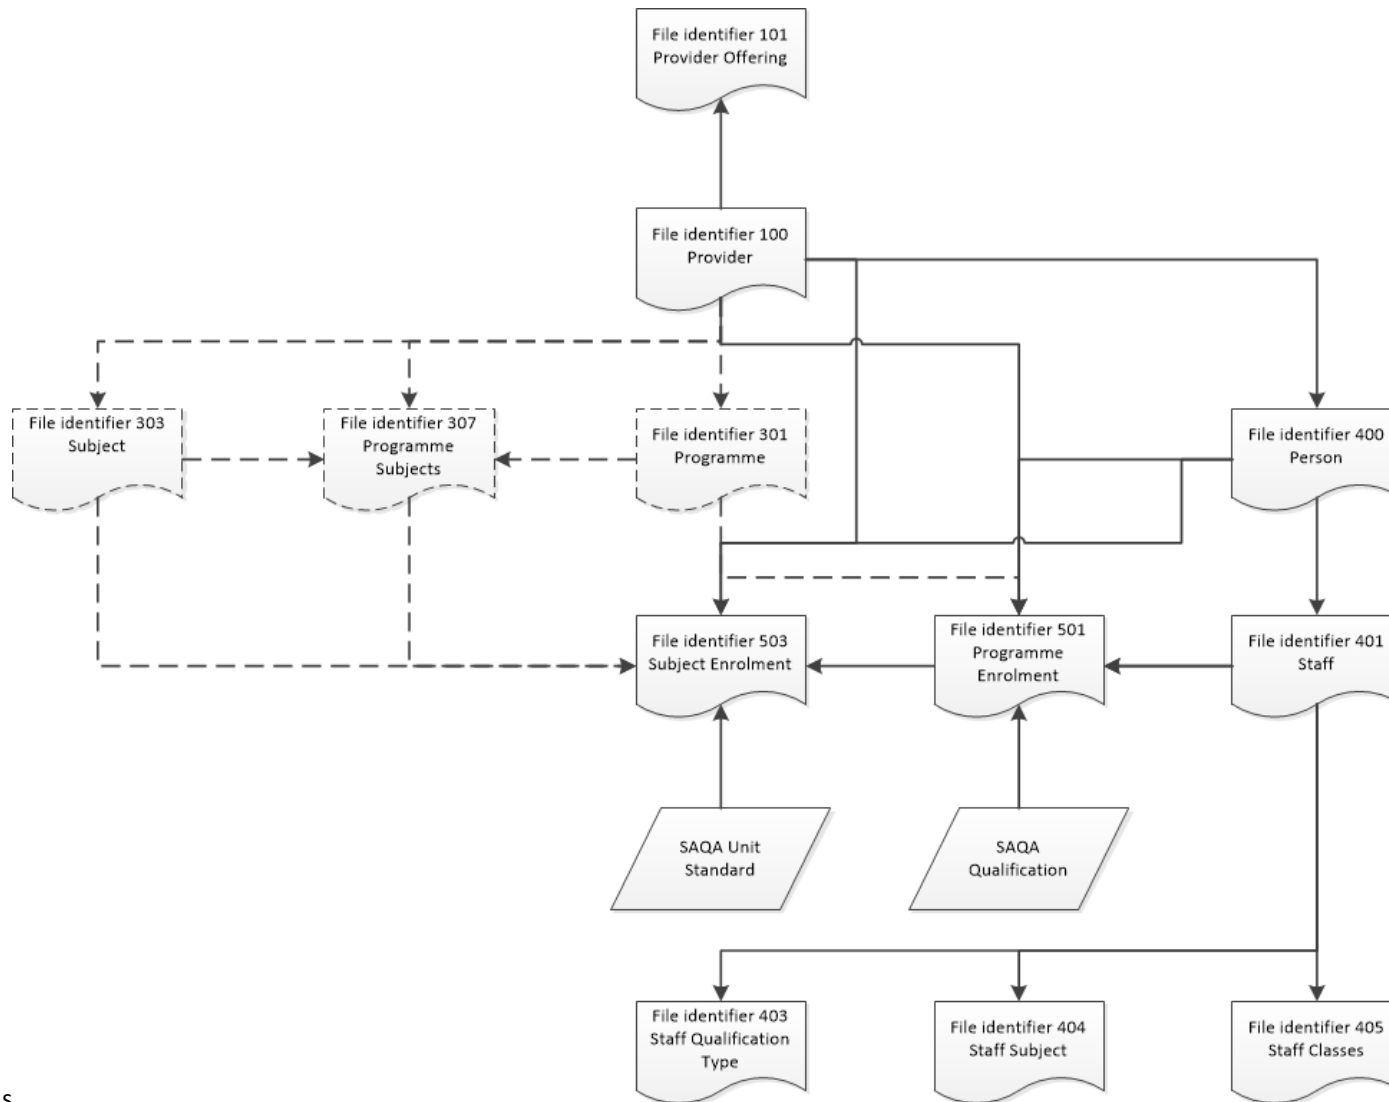 File identifier 101
Provider Offering
File identifier 100
Provider
File identifier 303
Subject
File identifier 307
Programme
Subjects
File identifier 301
Programme
File identifier 400
Person
File identifier 503
Subject Enrolment
File identifier 501
Programme
Enrolment
File identifier 401
Staff
SAQA Unit
Standard
SAQA
Qualification
File identifier 403
Staff Qualification
Type
File identifier 404
Staff Subject
File identifier 405
Staff Classes
s